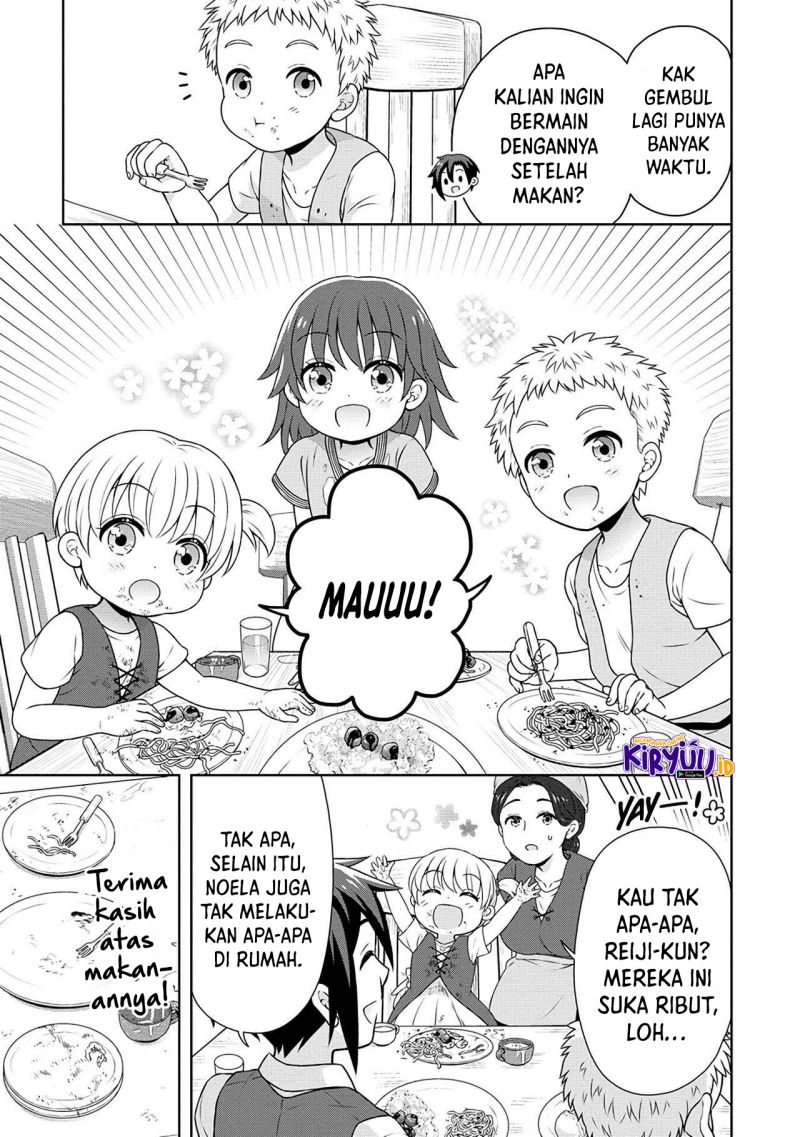 KAK
GEMBUL
LAGI PUNYA
BANYAK
WAKTU.
APA
KALIAN INGIN
BERMAIN
DENGANNYA
SETELAH
MAKAN?
MAUUU!
KIRYUU.ID
YAY—!
KAU TAK
APA-APA,
REIJI-KUN?
MEREKA INI
SUKA RIBUT,
LOH...
TAK APA,
SELAIN ITU,
NOELA JUGA
TAK MELAKU-
KAN APA-APA
DI RUMAH.
Terima
kasih
atas
makan-
annya!